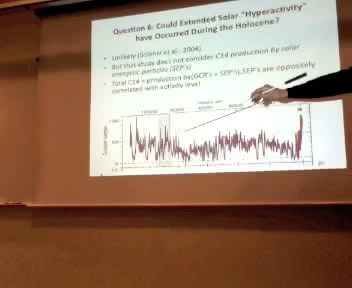 Question 6: Could Extended Solar "Hyperactivity"
have Occurred During the Holocene?
• Unlikely (Solanki et al., 2004)
• But that study does not consider C14 production by solar
energetic particles (SEP's)
• Total C14 = production by(GCR's + SEP's).SEP's are oppositely
correlated with activity level